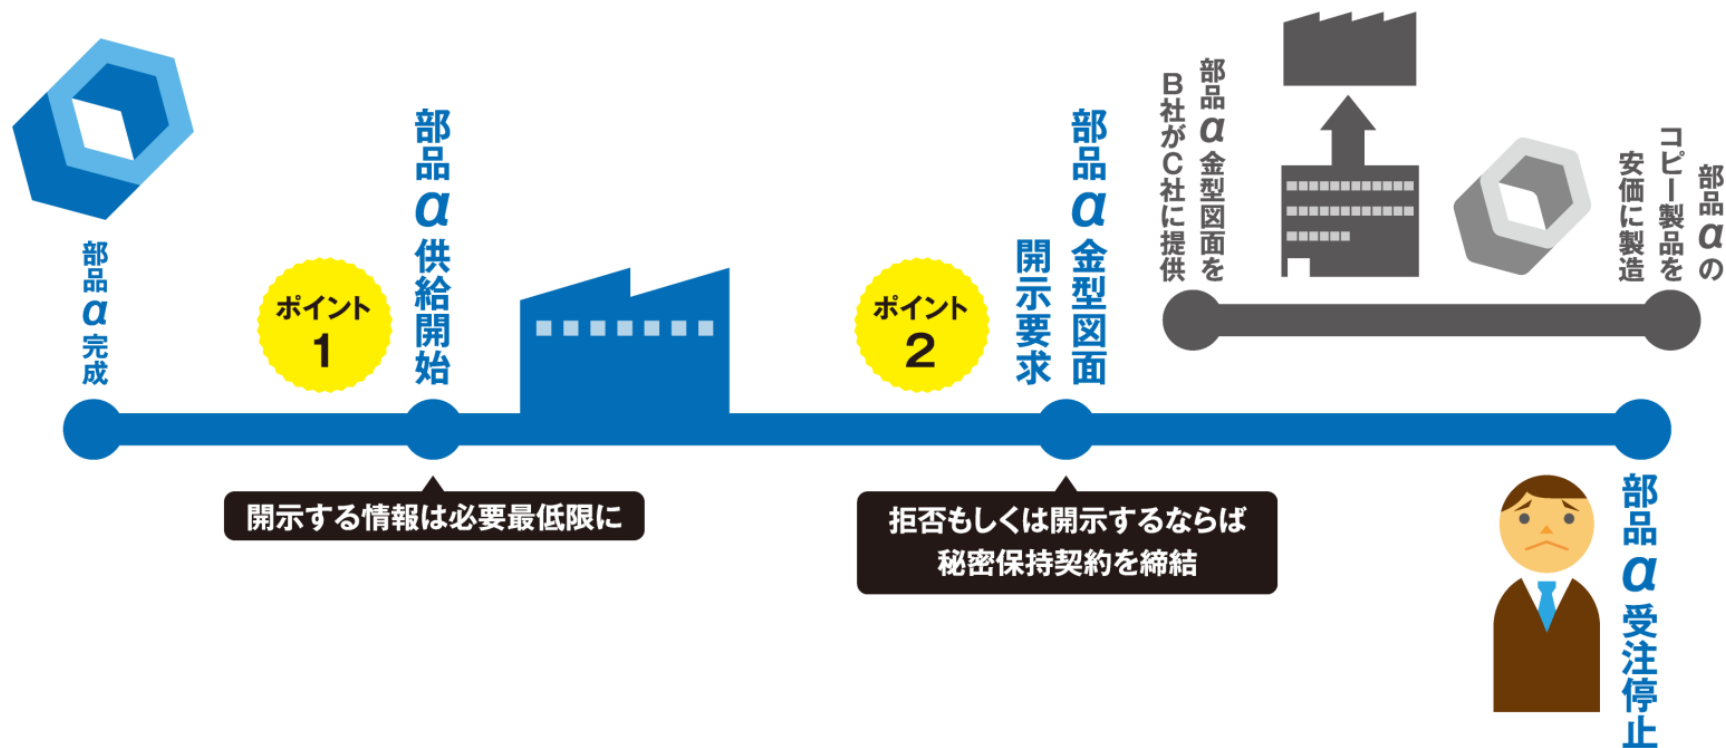 部品α完成
ポイント
1
部品α供給開始
開示する情報は必要最低限に
ポイント
2
部品α金型図面
開示要求
拒否もしくは開示するならば
秘密保持契約を締結
部品α金型図面を
B社がC社に提供
部品αの
コピー製品を
安価に製造
部品α受注停止